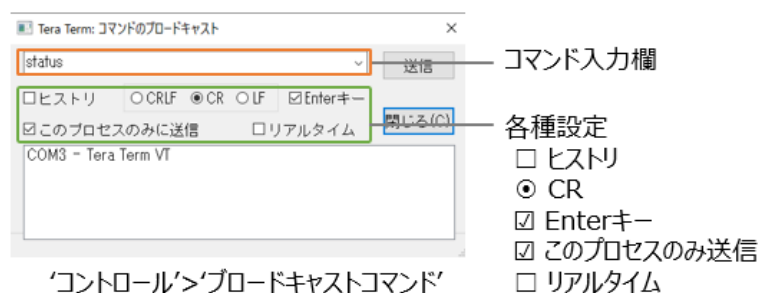 Tera Term: コマンドのブロードキャスト
status
送信
コマンド入力欄
□ヒストリ ○CRLF ◉CR ○LF ☑Enterキー
☑このプロセスのみに送信 □リアルタイム
閉じる(C)
各種設定
COM3 - Tera Term VT
□ ヒストリ
◉ CR
☑ Enterキー
☑ このプロセスのみ送信
□ リアルタイム
‘コントロール’>‘ブロードキャストコマンド’